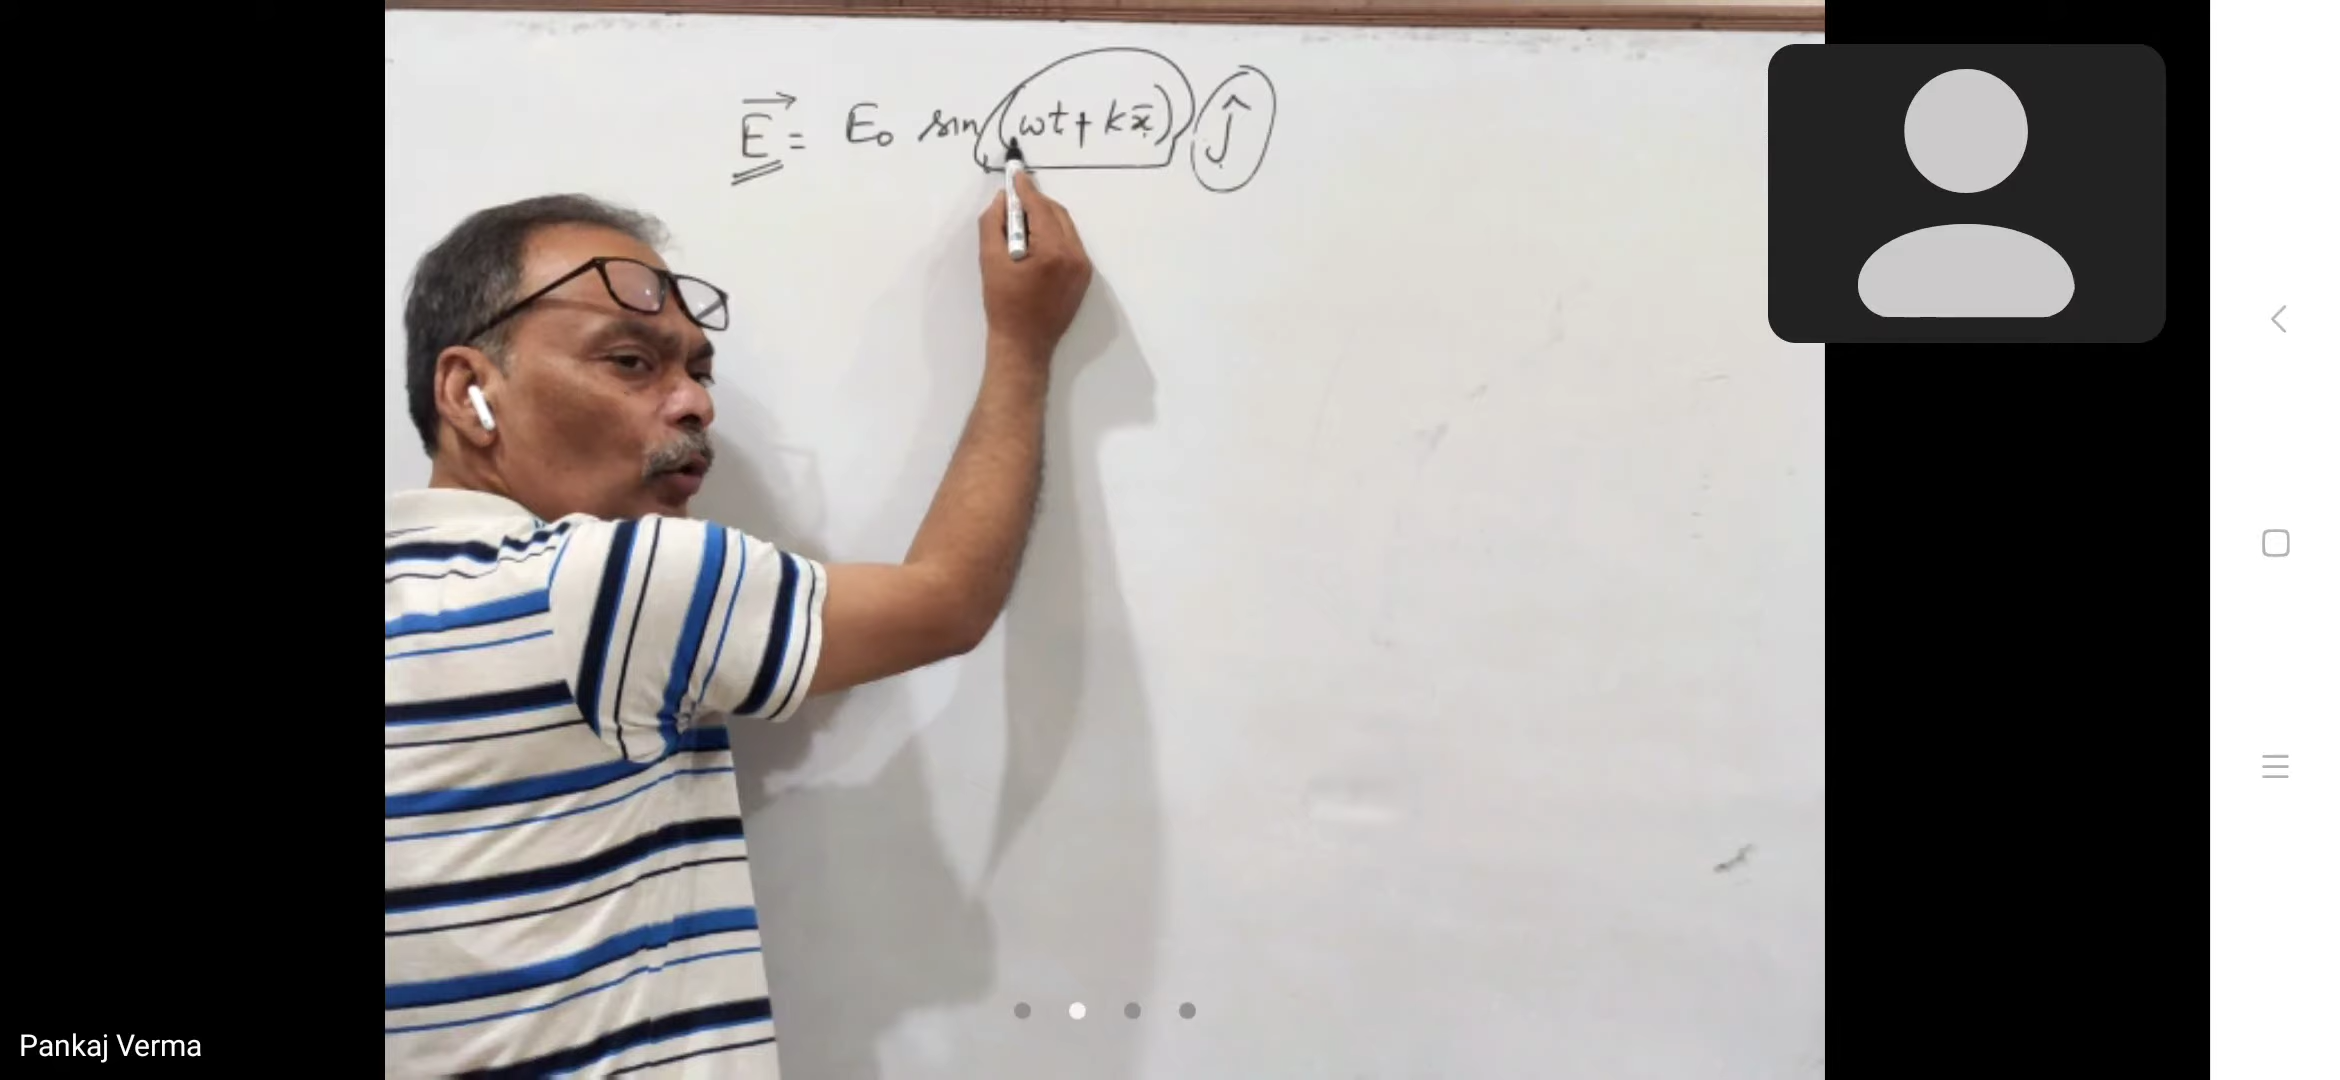 E⃗ = E₀ sin (ωt + kx̄) ĵ
Pankaj Verma